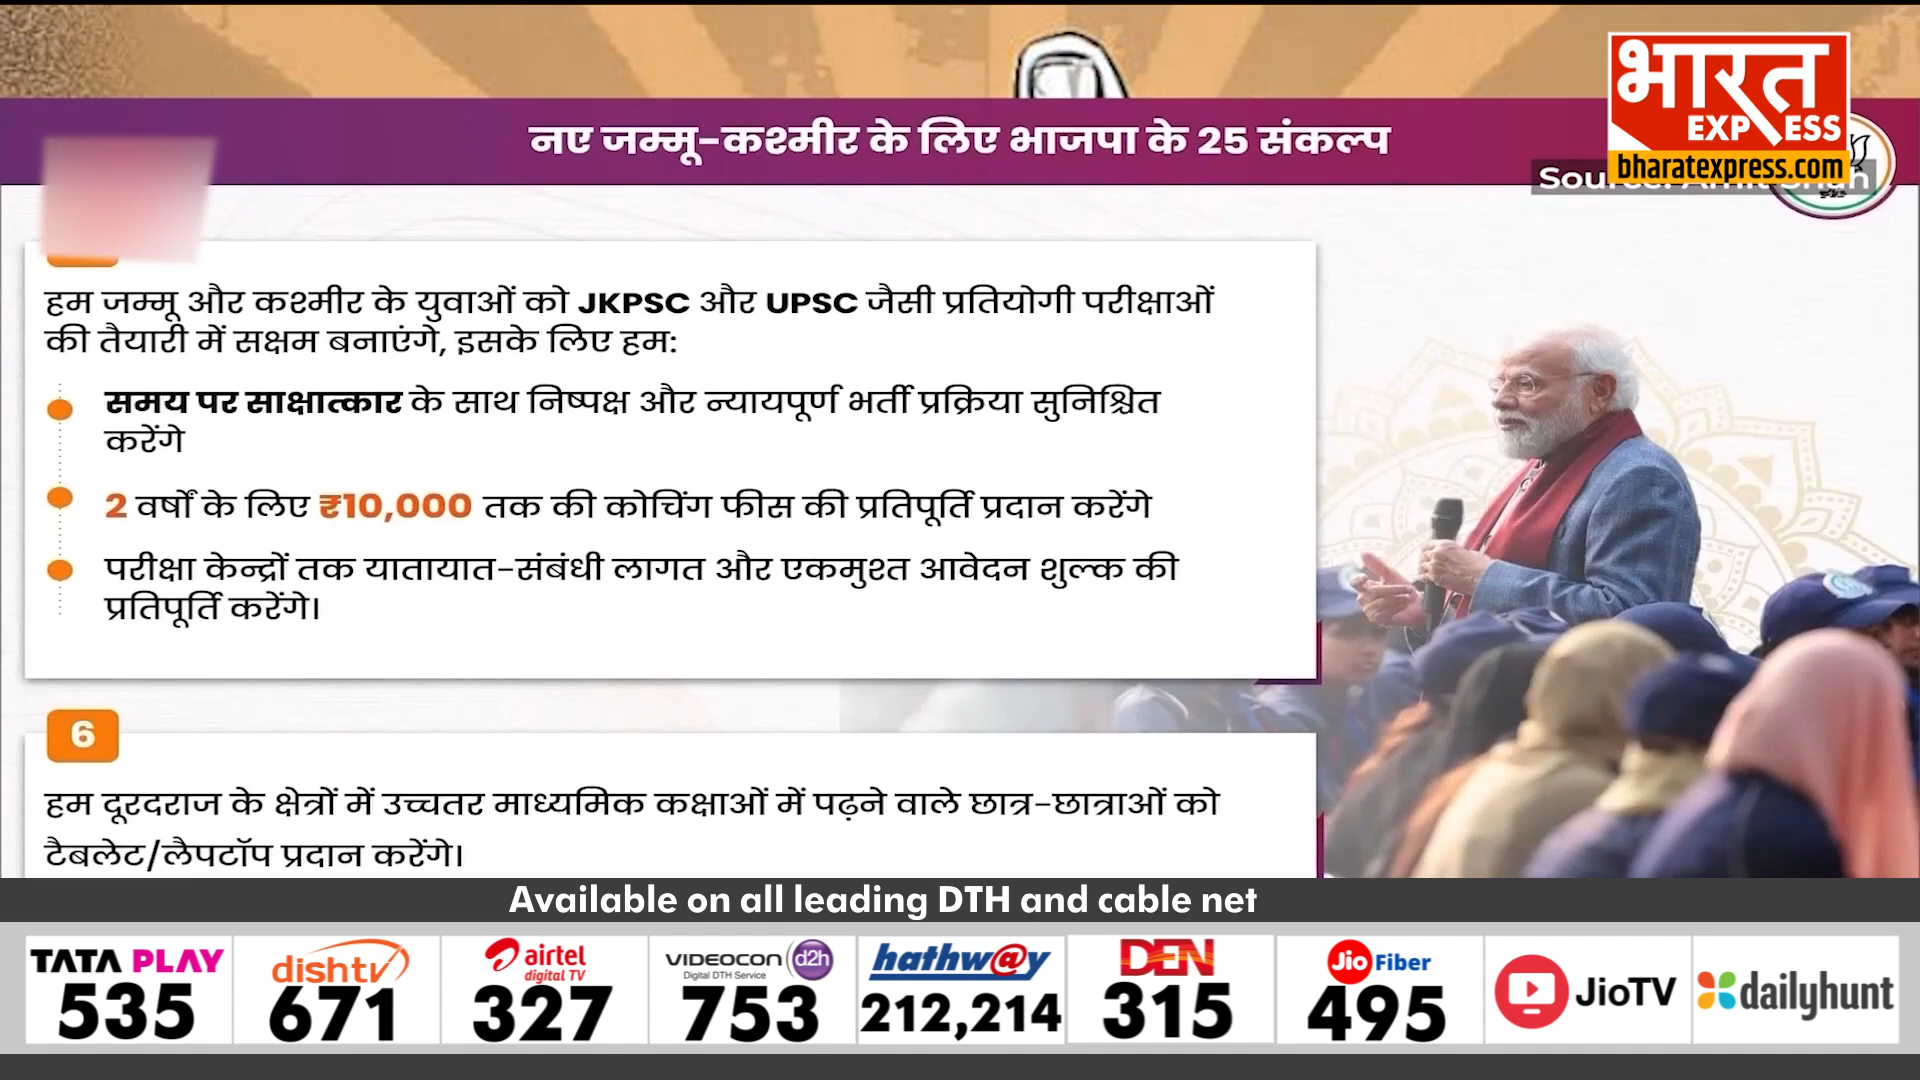 भारत
EXPRESS
bharatexpress.com
नए जम्मू-कश्मीर के लिए भाजपा के 25 संकल्प
हम जम्मू और कश्मीर के युवाओं को JKPSC और UPSC जैसी प्रतियोगी परीक्षाओं
की तैयारी में सक्षम बनाएंगे, इसके लिए हम:
समय पर साक्षात्कार के साथ निष्पक्ष और न्यायपूर्ण भर्ती प्रक्रिया सुनिश्चित
करेंगे
2 वर्षों के लिए ₹10,000 तक की कोचिंग फीस की प्रतिपूर्ति प्रदान करेंगे
परीक्षा केन्द्रों तक यातायात-संबंधी लागत और एकमुश्त आवेदन शुल्क की
प्रतिपूर्ति करेंगे।
6
हम दूरदराज के क्षेत्रों में उच्चतर माध्यमिक कक्षाओं में पढ़ने वाले छात्र-छात्राओं को
टैबलेट/लैपटॉप प्रदान करेंगे।
Available on all leading DTH and cable net
TATA PLAY
535
dishtv
671
airtel
digital TV
327
VIDEOCON d2h
Digital DTH Service
753
hathway
212,214
DEN
315
Jio Fiber
495
JioTV
dailyhunt